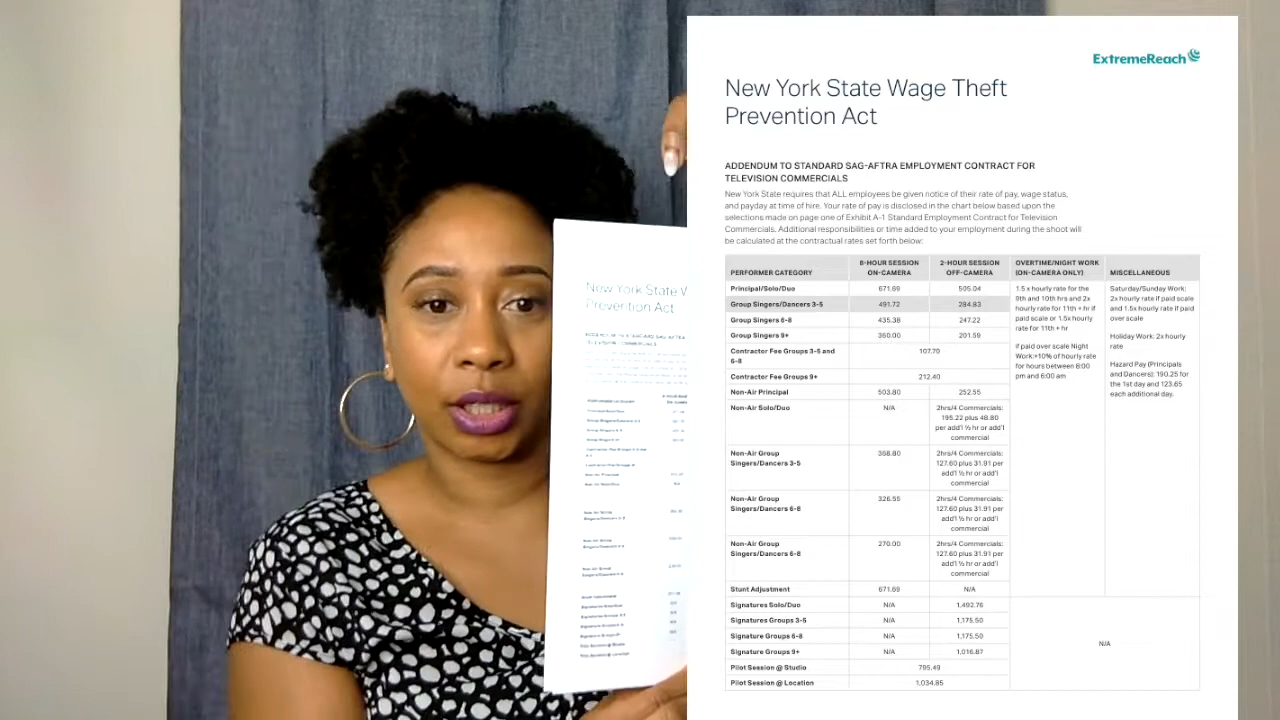 ExtremeReach
New York State Wage Theft
Prevention Act
ADDENDUM TO STANDARD SAG-AFTRA EMPLOYMENT CONTRACT FOR
TELEVISION COMMERCIALS
New York State requires that ALL employees be given notice of their rate of pay, wage status,
and payday at time of hire. Your rate of pay is disclosed in the chart below based upon the
selections made on page one of Exhibit A-1 Standard Employment Contract for Television
Commercials. Additional responsibilities or time added to your employment during the shoot will
be calculated at the contractual rates set forth below:
PERFORMER CATEGORY
8-HOUR SESSION
ON-CAMERA
2-HOUR SESSION
OFF-CAMERA
OVERTIME/NIGHT WORK
(ON-CAMERA ONLY)
MISCELLANEOUS
Principal/Solo/Duo 671.69 505.04
Group Singers/Dancers 3-5 491.72 284.83
Group Singers 6-8 435.38 247.22
Group Singers 9+ 360.00 201.59
Contractor Fee Groups 3-5 and
6-8
107.70
Contractor Fee Groups 9+ 212.40
Non-Air Principal 503.80 252.55
Non-Air Solo/Duo N/A
2hrs/4 Commercials:
195.22 plus 48.80
per add'l ½ hr or add'l
commercial
Non-Air Group
Singers/Dancers 3-5
368.80
2hrs/4 Commercials:
127.60 plus 31.91 per
add'l ½ hr or add'l
commercial
Non-Air Group
Singers/Dancers 6-8
326.55
2hrs/4 Commercials:
127.60 plus 31.91 per
add'l ½ hr or add'l
commercial
Non-Air Group
Singers/Dancers 6-8
270.00
2hrs/4 Commercials:
127.60 plus 31.91 per
add'l ½ hr or add'l
commercial
Stunt Adjustment 671.69 N/A
Signatures Solo/Duo N/A 1,492.76
Signatures Groups 3-5 N/A 1,175.50
Signature Groups 6-8 N/A 1,175.50
Signature Groups 9+ N/A 1,016.87
Pilot Session @ Studio 795.49
Pilot Session @ Location 1,034.85
1.5 x hourly rate for the
9th and 10th hrs and 2x
hourly rate for 11th + hr if
paid scale or 1.5x hourly
rate for 11th + hr
If paid over scale Night
Work:+10% of hourly rate
for hours between 8:00
pm and 6:00 am
Saturday/Sunday Work:
2x hourly rate if paid scale
and 1.5x hourly rate if paid
over scale
Holiday Work: 2x hourly
rate
Hazard Pay (Principals
and Dancers): 190.25 for
the 1st day and 123.65
each additional day.
N/A
New York State W
Prevention Act